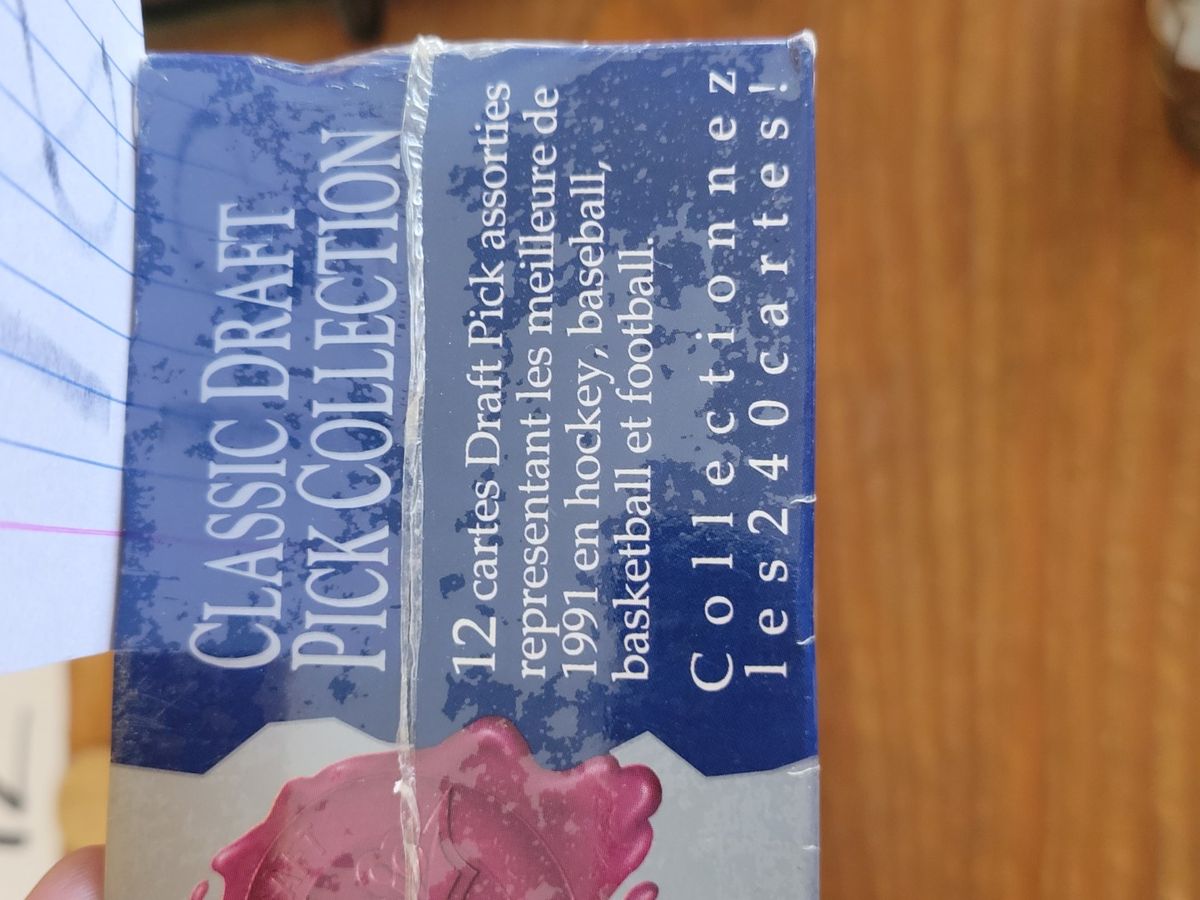 CLASSIC DRAFT
PICK COLLECTION
12 cartes Draft Pick assorties
representant les meilleure de
1991 en hockey, baseball,
basketball et football.
Collectionnez
les 240 cartes!